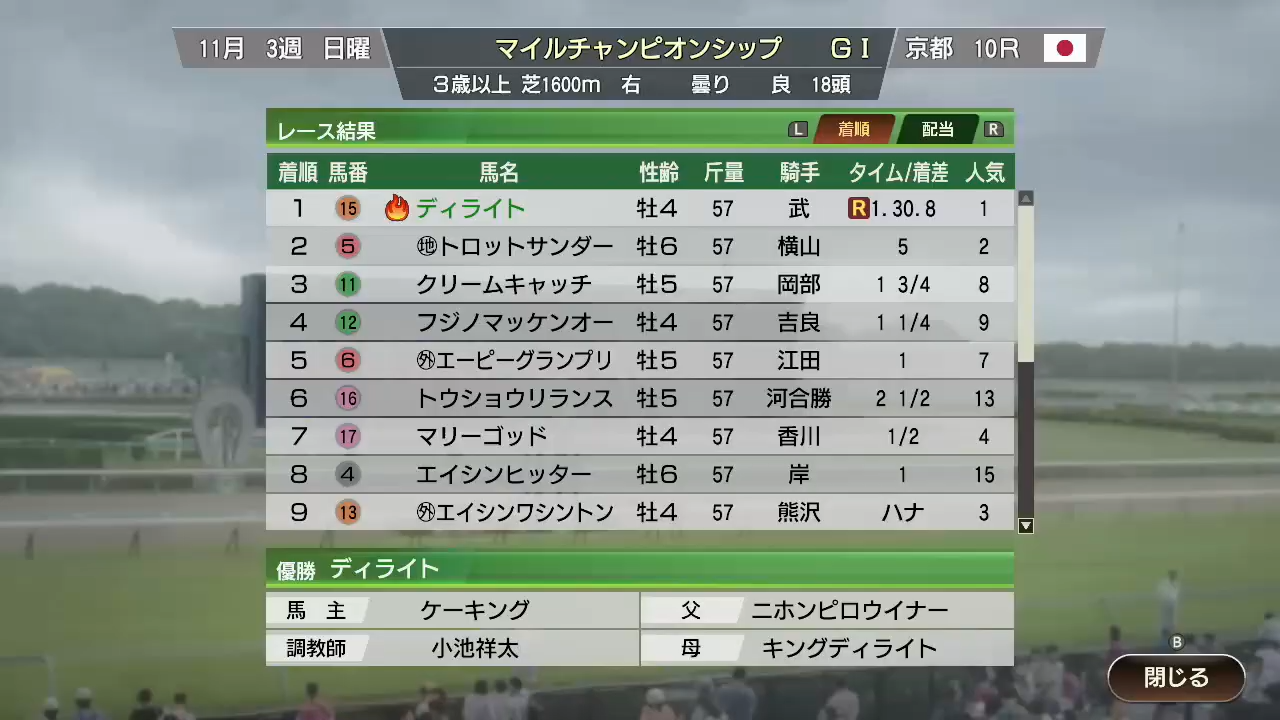 11月 3週 日曜 マイルチャンピオンシップ GⅠ 京都 10R
3歳以上 芝1600m 右 曇り 良 18頭
レース結果 L 着順 配当 R
着順 馬番 馬名 性齢 斤量 騎手 タイム/着差 人気
1 15 ディライト 牡4 57 武 R1.30.8 1
2 5 ㊞トロットサンダー 牡6 57 横山 5 2
3 11 クリームキャッチ 牡5 57 岡部 1 3/4 8
4 12 フジノマッケンオー 牡4 57 吉良 1 1/4 9
5 6 外エーピーグランプリ 牡5 57 江田 1 7
6 16 トウショウリランス 牡5 57 河合勝 2 1/2 13
7 17 マリーゴッド 牡4 57 香川 1/2 4
8 4 エイシンヒッター 牡6 57 岸 1 15
9 13 外エイシンワシントン 牡4 57 熊沢 ハナ 3
優勝 ディライト
馬主 ケーキング 父 ニホンピロウイナー
調教師 小池祥太 母 キングディライト
B
閉じる